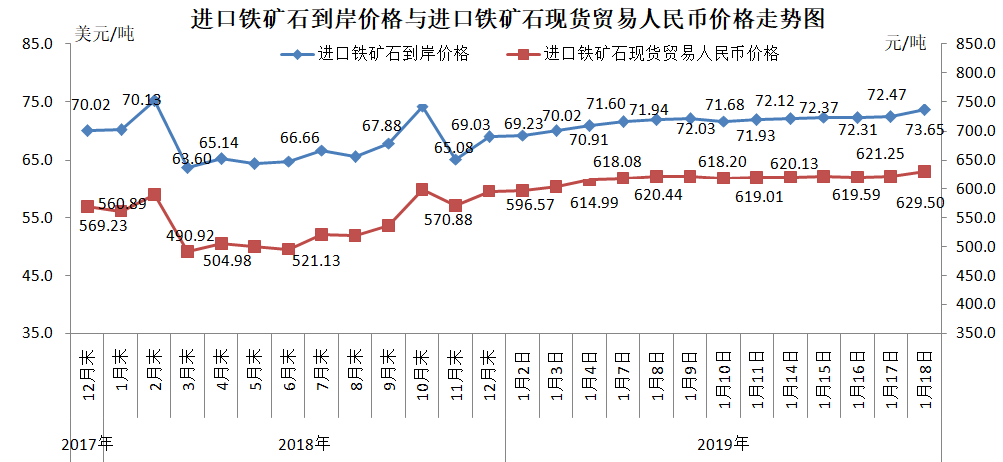 进口铁矿石到岸价格与进口铁矿石现货贸易人民币价格走势图
美元/吨
元/吨
进口铁矿石到岸价格
进口铁矿石现货贸易人民币价格
85.0
75.0
65.0
55.0
45.0
35.0
850.0
800.0
750.0
700.0
650.0
600.0
550.0
500.0
450.0
400.0
350.0
70.02
70.13
63.60
65.14
66.66
67.88
65.08
69.03
69.23
70.02
70.91
71.60
71.94
72.03
71.68
71.93
72.12
72.37
72.31
72.47
73.65
569.23
560.89
490.92
504.98
521.13
570.88
596.57
614.99
618.08
620.44
618.20
619.01
620.13
619.59
621.25
629.50
12月末
1月末
2月末
3月末
4月末
5月末
6月末
7月末
8月末
9月末
10月末
11月末
12月末
1月2日
1月3日
1月4日
1月7日
1月8日
1月9日
1月10日
1月11日
1月14日
1月15日
1月16日
1月17日
1月18日
2017年
2018年
2019年